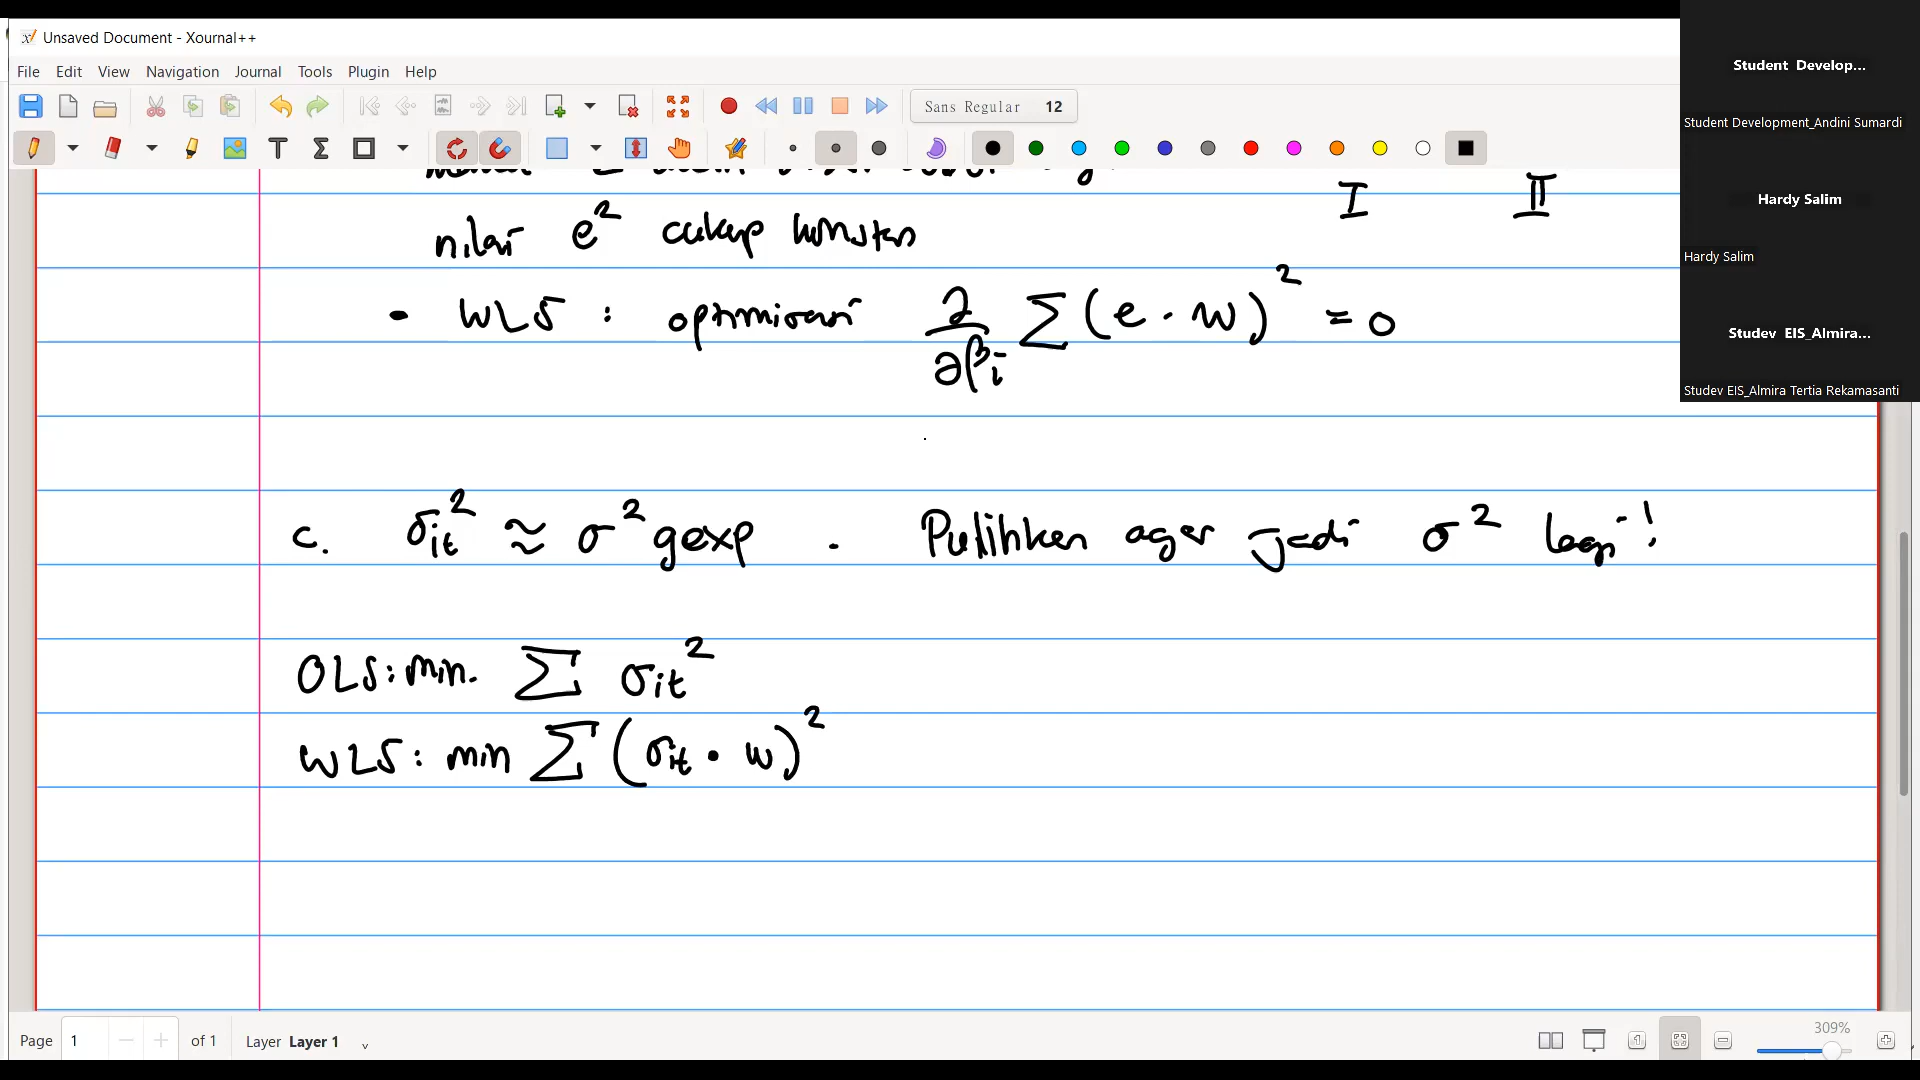 Unsaved Document - Xournal++
File Edit View Navigation Journal Tools Plugin Help
Sans Regular 12
Student Develop...
Student Development_Andini Sumardi
Hardy Salim
Hardy Salim
Studev EIS_Almira...
Studev EIS_Almira Tertia Rekamasanti
I II
nilai e² cukup konstan
• WLS : optimisasi ∂/∂βᵢ Σ(e · w)² = 0
c. σᵢₜ² ≈ σ² gexp . Pulihkan agar jadi σ² lagi!
OLS: min. Σ σᵢₜ²
WLS: min Σ (σᵢₜ • w)²
Page 1 of 1 Layer Layer 1
309%